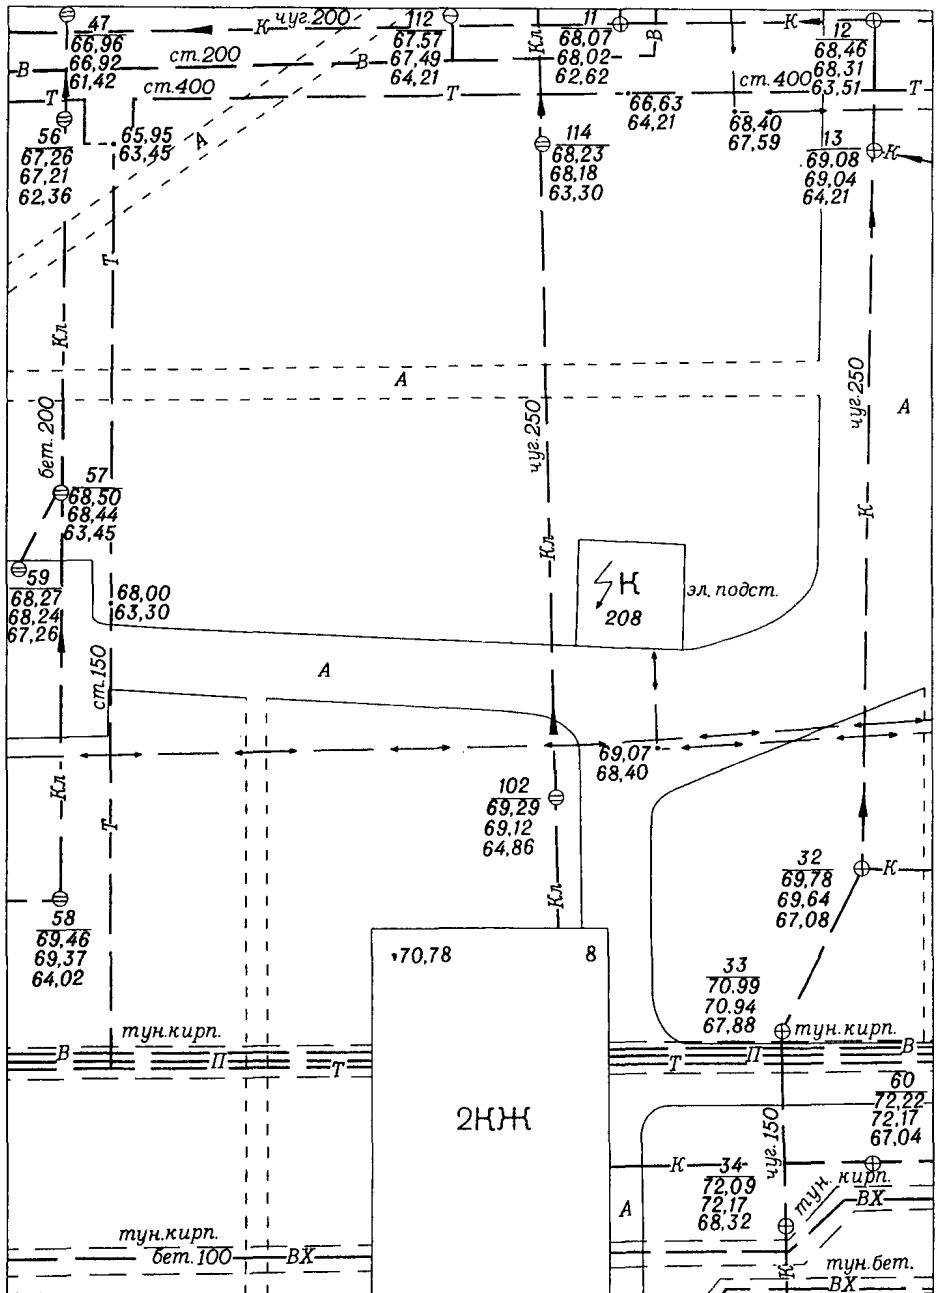 47
66,96
66,92
61,42
К
чуг.200
112
67.57
67,49
64,21
Кл
11
68,07
68,02
62,62
В
К
12
68,46
68,31
63,51
В
ст.200
В
Т
ст.400
Т
ст.400
Т
56
67,26
67,21
62,36
65,95
63,45
А
114
68,23
68,18
63,30
66,63
64,21
68,40
67,59
13
69,08
69,04
64,21
К
Т
Кл
А
бет.200
чуг.250
чуг.250
А
57
68,50
68,44
63,45
Кл
К
59
68,27
68,24
67,26
68,00
63,30
К
208
эл. подст.
ст.150
А
69,07
68,40
Кл
Т
102
69,29
69,12
64,86
Кл
32
69,78
69,64
67,08
К
58
69,46
69,37
64,02
70,78
8
33
70.99
70.94
67,88
тун.кирп.
В
П
Т
тун.кирп.
В
П
Т
2КЖ
60
72,22
72,17
67,04
чуг.150
К
34
72,09
72,17
68,32
А
тун. кирп.
ВХ
тун.кирп.
бет.100
ВХ
К
тун.бет.
ВХ